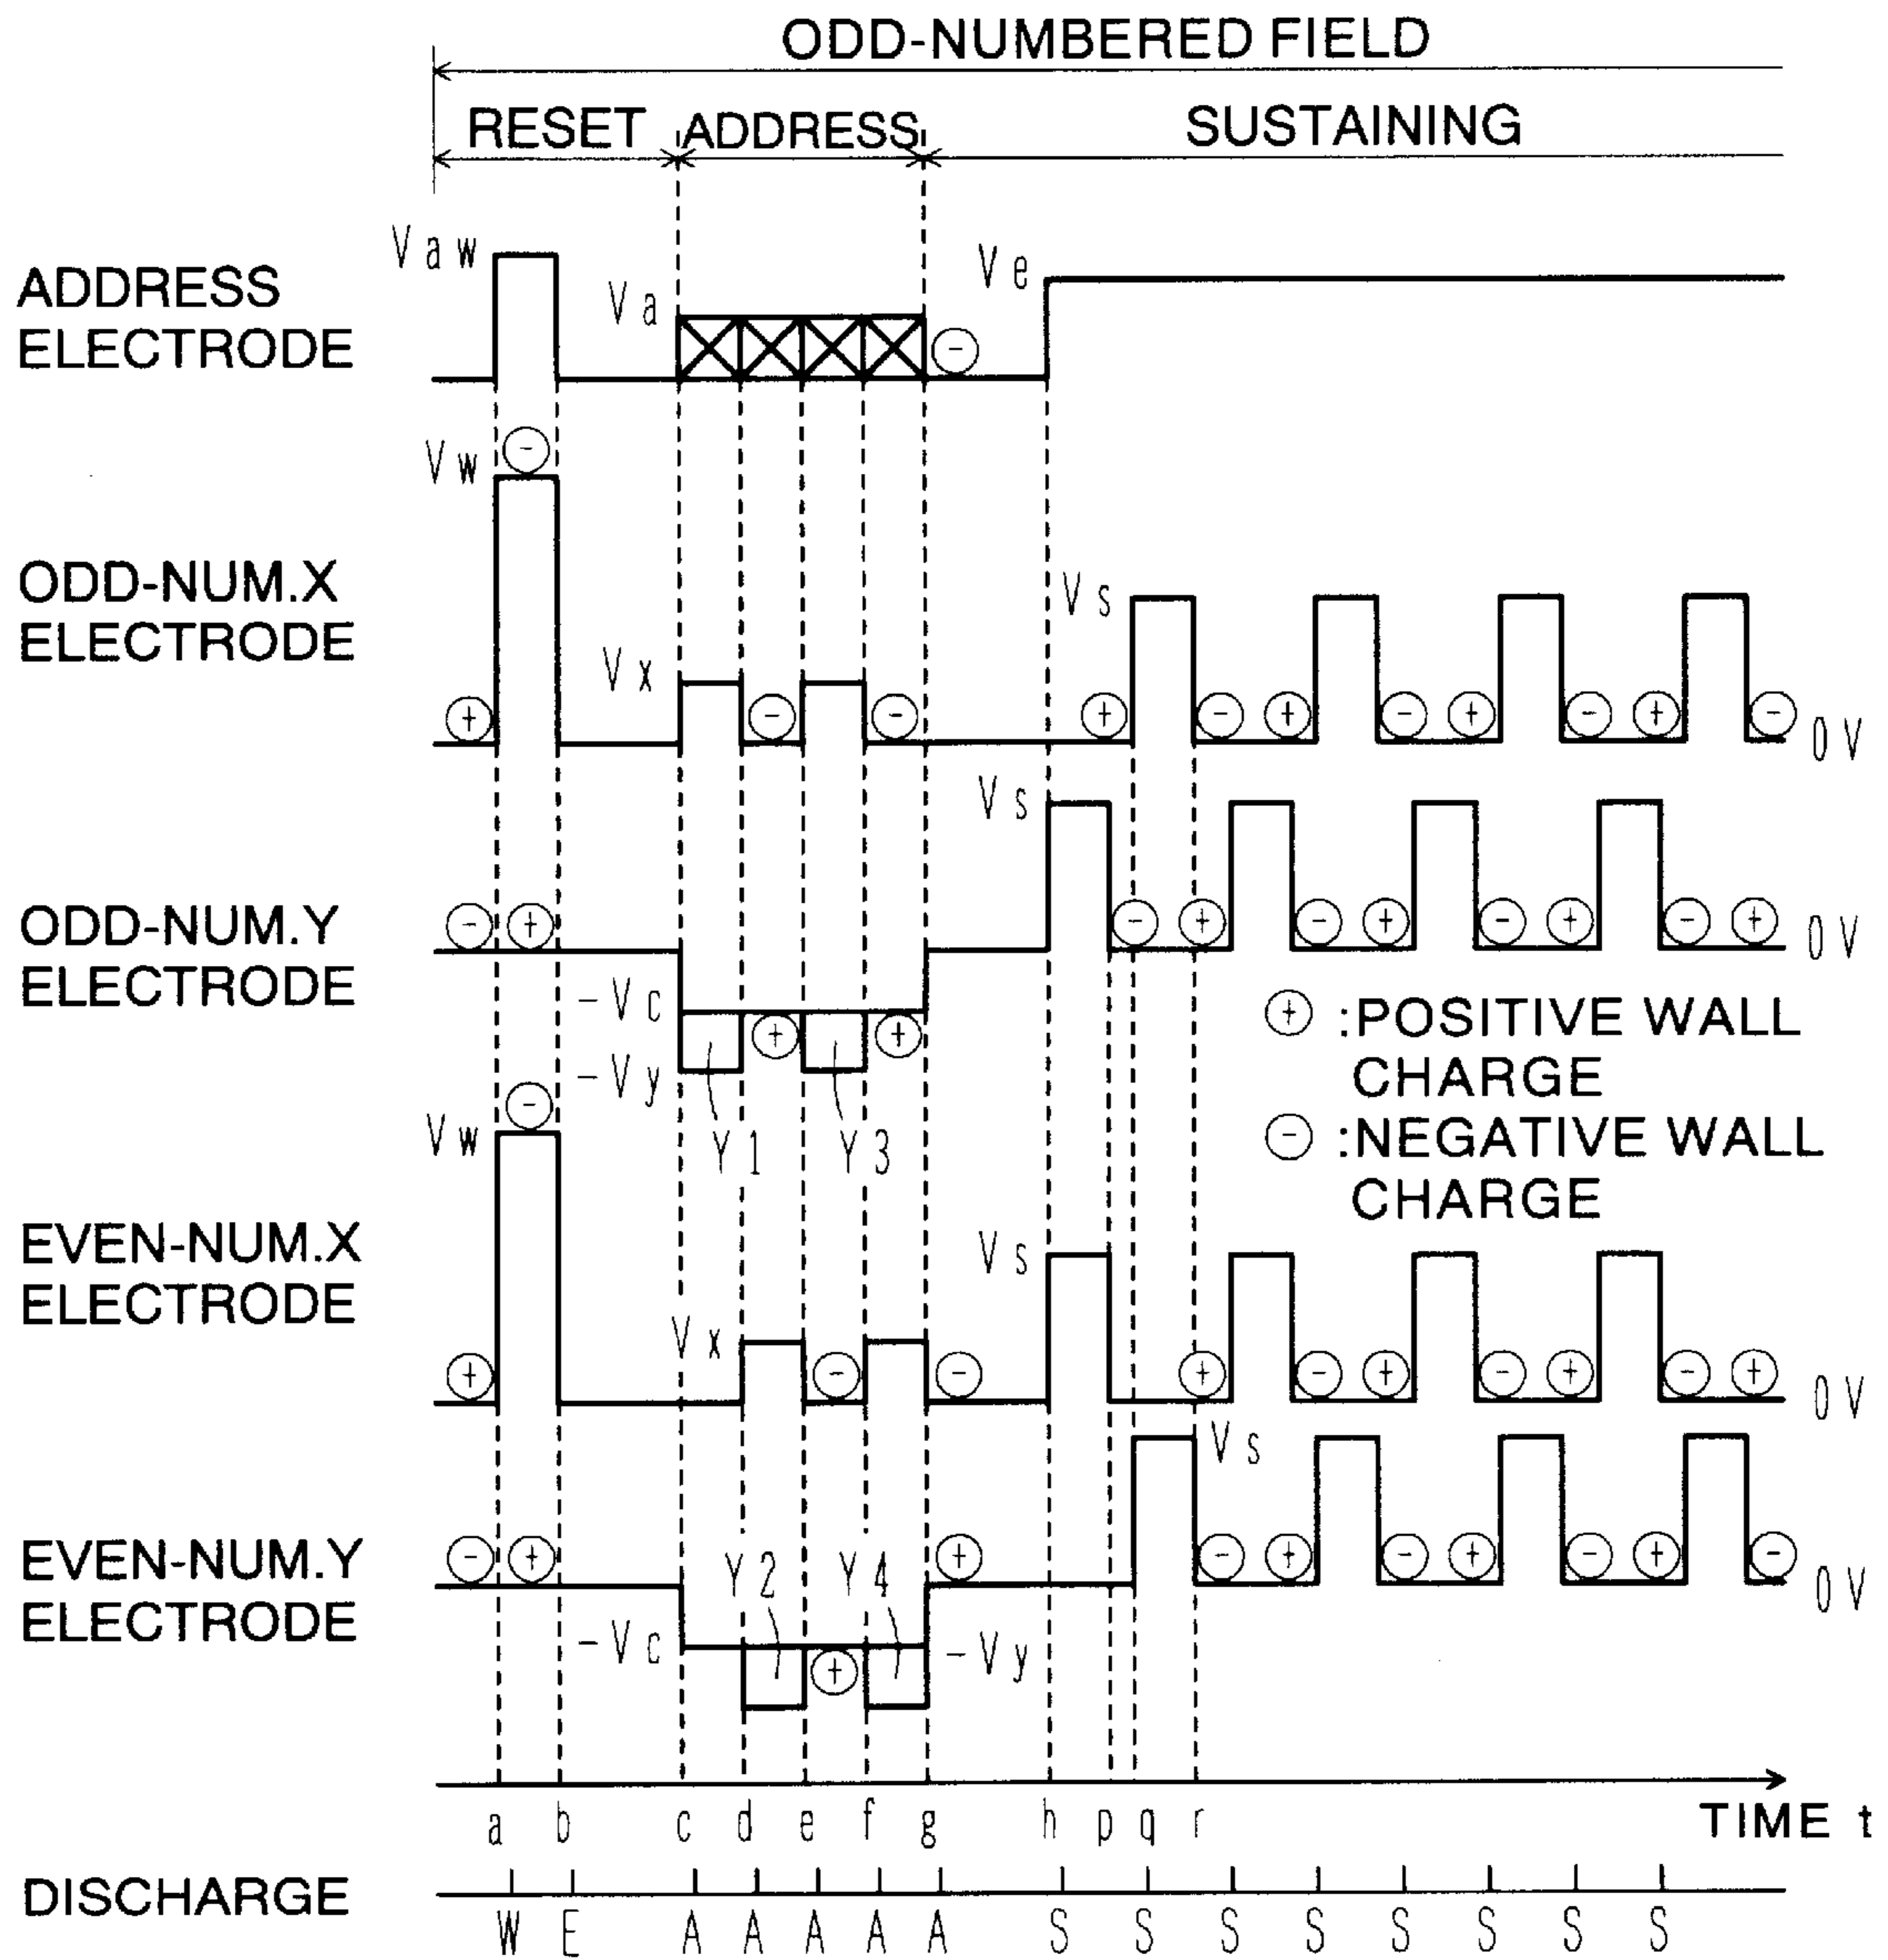 ODD-NUMBERED FIELD
RESET ADDRESS SUSTAINING
Vaw
Va
Ve
ADDRESS
ELECTRODE
-
Vw
-
ODD-NUM.X
ELECTRODE
Vs
Vx
+ - - + - + - + - + -
0V
Vs
ODD-NUM.Y
ELECTRODE
- + - + - + - + - +
0V
-Vc
+ +
-Vy
Y1 Y3
+ :POSITIVE WALL
CHARGE
- :NEGATIVE WALL
CHARGE
Vw
-
EVEN-NUM.X
ELECTRODE
Vs
Vx
+ - - + - + - + - +
0V
Vs
EVEN-NUM.Y
ELECTRODE
- + + - + - + - + -
0V
Y2 Y4
-Vc
+
-Vy
a b c d e f g h p q r
TIME t
DISCHARGE
W E A A A A A S S S S S S S S